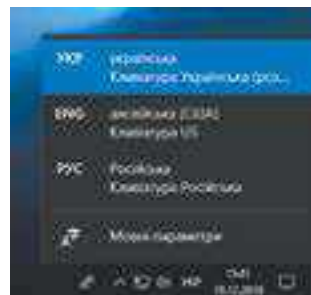 УКР українська
Клавіатура: Українська (роз...
ENG англійська (США)
Клавіатура: US
РУС Російська
Клавіатура: Російська
Мовні параметри
УКР